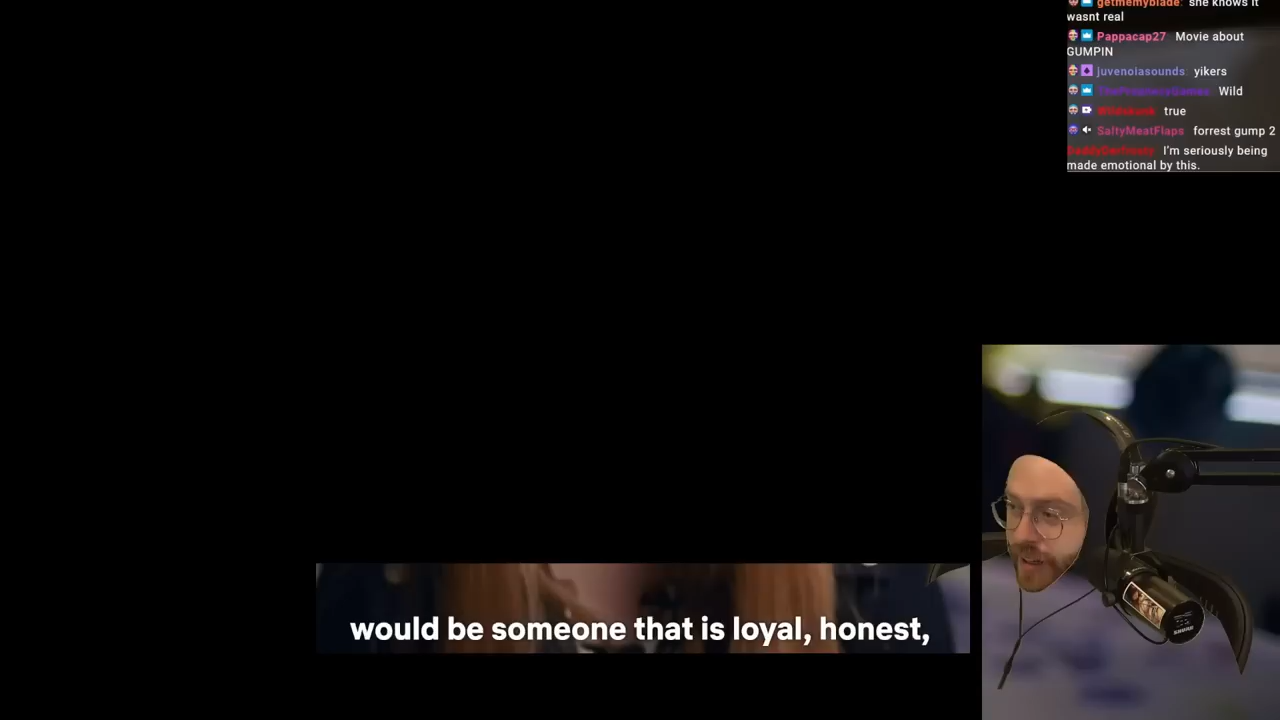 getmemyblade: she knows it
wasnt real
Pappacap27 Movie about
GUMPIN
juvenoiasounds: yikers
Wild
true
SaltyMeatFlaps forrest gump 2
I'm seriously being
made emotional by this.
would be someone that is loyal, honest,
SHURE